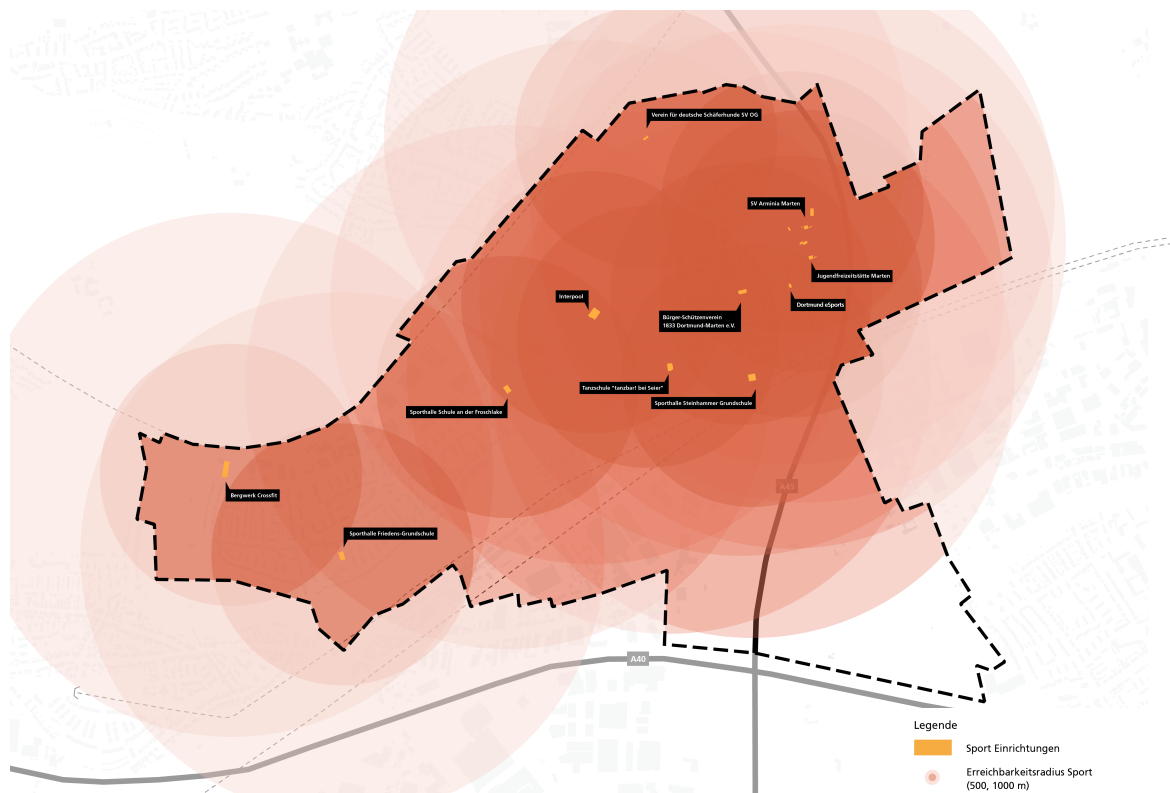 Verein für deutsche Schäferhunde SV OG
SV Arminia Marten
Jugendfreizeitstätte Marten
Interpool
Dortmund eSports
Bürger-Schützenverein
1833 Dortmund-Marten e.V.
Tanzschule "tanzbar! bei Seier"
Sporthalle Steinhammer Grundschule
Sporthalle Schule an der Froschlake
A45
Bergwerk Crossfit
Sporthalle Friedens-Grundschule
A40
Legende
Sport Einrichtungen
Erreichbarkeitsradius Sport
(500, 1000 m)